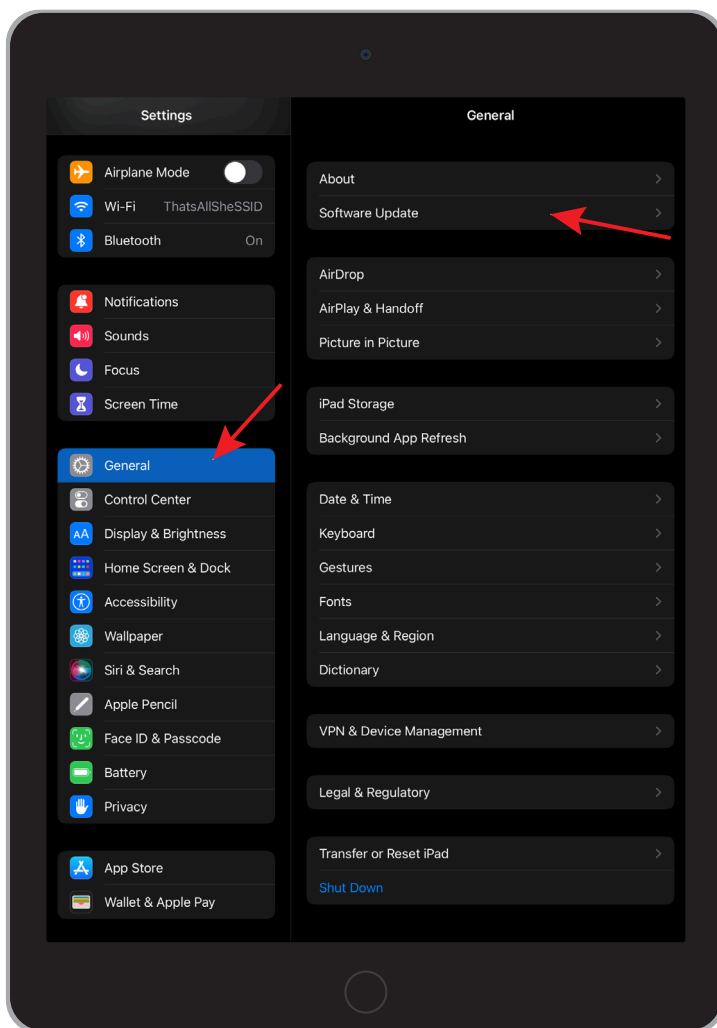 Settings
Airplane Mode
Wi-Fi ThatsAllSheSSID
Bluetooth On
Notifications
Sounds
Focus
Screen Time
General
Control Center
AA Display & Brightness
Home Screen & Dock
Accessibility
Wallpaper
Siri & Search
Apple Pencil
Face ID & Passcode
Battery
Privacy
App Store
Wallet & Apple Pay
General
About
Software Update
AirDrop
AirPlay & Handoff
Picture in Picture
iPad Storage
Background App Refresh
Date & Time
Keyboard
Gestures
Fonts
Language & Region
Dictionary
VPN & Device Management
Legal & Regulatory
Transfer or Reset iPad
Shut Down